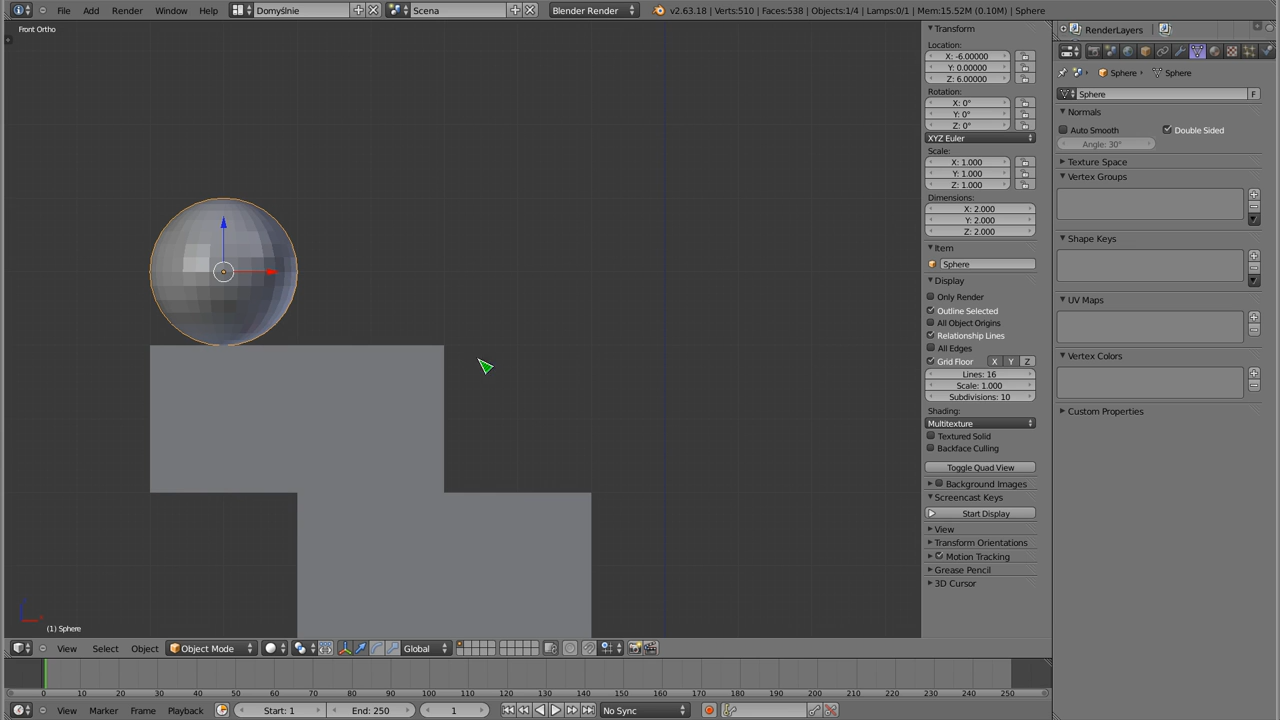 File Add Render Window Help Domyślnie Scena Blender Render v2.63.18 | Verts:510 | Faces:538 | Objects:1/4 | Lamps:0/1 | Mem:15.52M (0.10M) | Sphere
Front Ortho
(1) Sphere
View Select Object Object Mode Global
0 10 20 30 40 50 60 70 80 90 100 110 120 130 140 150 160 170 180 190 200 210 220 230 240 250
View Marker Frame Playback Start: 1 End: 250 1 No Sync
Transform
Location:
X: -6.00000
Y: 0.00000
Z: 6.00000
Rotation:
X: 0°
Y: 0°
Z: 0°
XYZ Euler
Scale:
X: 1.000
Y: 1.000
Z: 1.000
Dimensions:
X: 2.000
Y: 2.000
Z: 2.000
Item
Sphere
Display
Only Render
Outline Selected
All Object Origins
Relationship Lines
All Edges
Grid Floor X Y Z
Lines: 16
Scale: 1.000
Subdivisions: 10
Shading:
Multitexture
Textured Solid
Backface Culling
Toggle Quad View
Background Images
Screencast Keys
Start Display
View
Transform Orientations
Motion Tracking
Grease Pencil
3D Cursor
RenderLayers
Sphere Sphere
Sphere F
Normals
Auto Smooth Double Sided
Angle: 30°
Texture Space
Vertex Groups
Shape Keys
UV Maps
Vertex Colors
Custom Properties